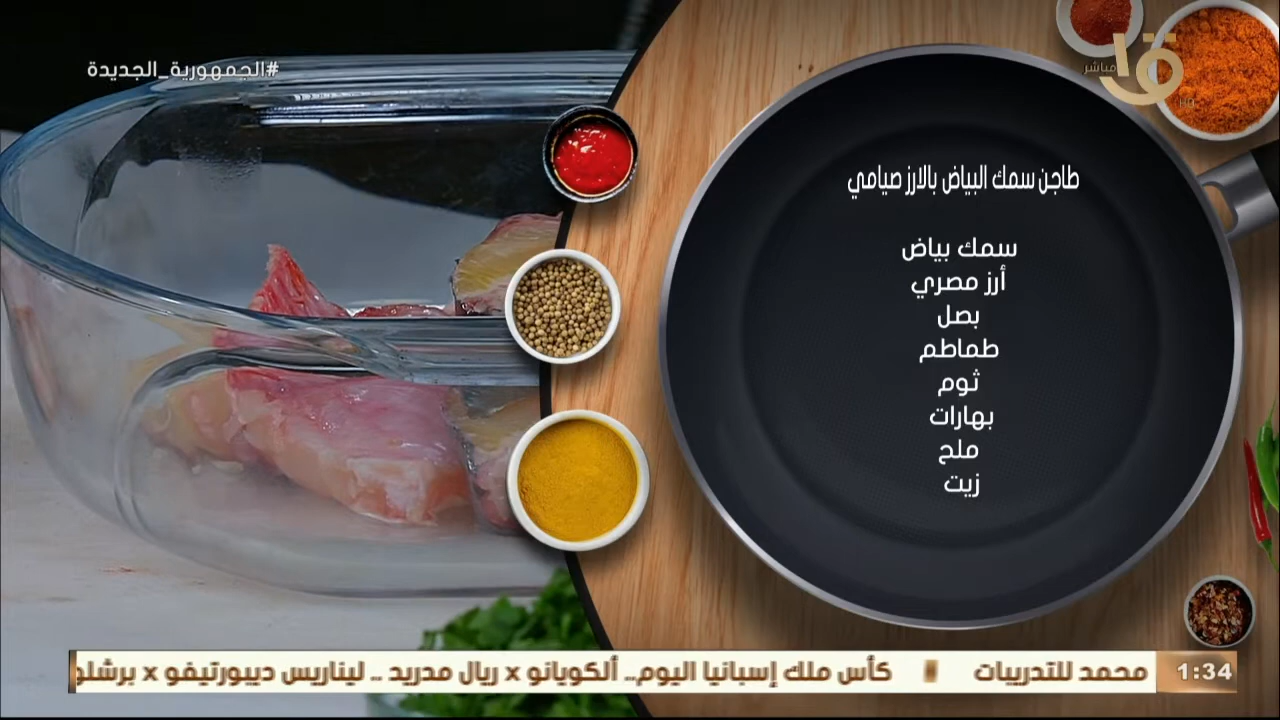 #الجمهورية_الجديدة
مباشر
طاجن سمك البياض بالارز صيامي
سمك بياض
أرز مصري
بصل
طماطم
ثوم
بهارات
ملح
زيت
1:34 محمد للتدريبات كأس ملك إسبانيا اليوم.. ألكويانو x ريال مدريد .. ليناريس ديبورتيفو x برشلو